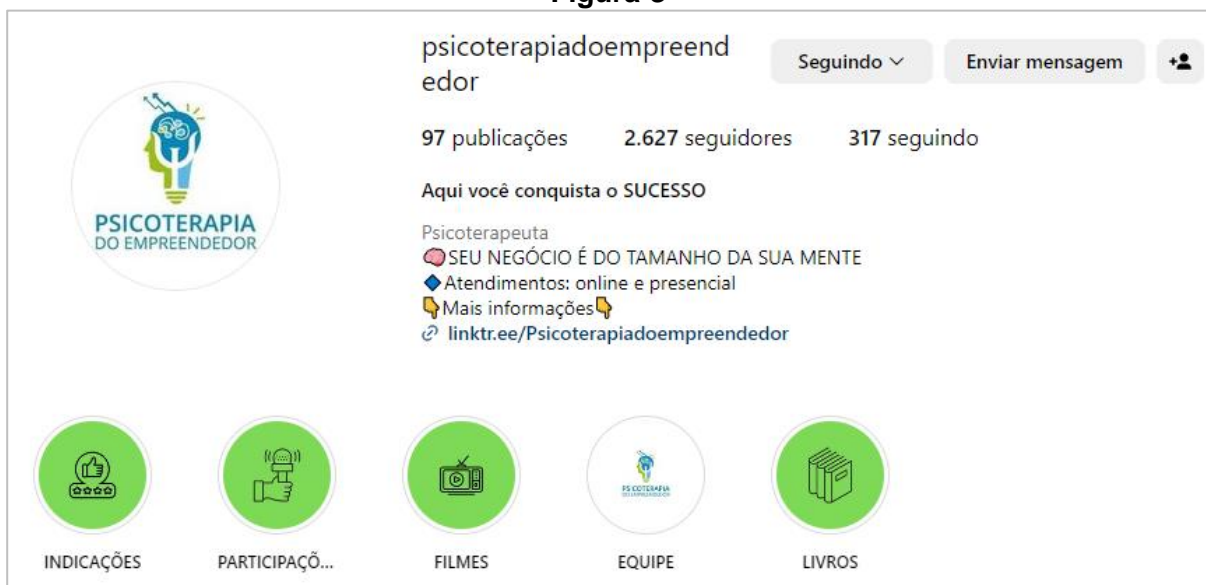 psicoterapiadoempreend
edor
Seguindo
Enviar mensagem
97 publicações 2.627 seguidores 317 seguindo
Aqui você conquista o SUCESSO
Psicoterapeuta
SEU NEGÓCIO É DO TAMANHO DA SUA MENTE
Atendimentos: online e presencial
Mais informações
linktr.ee/Psicoterapiadoempreendedor
PSICOTERAPIA
DO EMPREENDEDOR
PSICOTERAPIA
INDICAÇÕES
PARTICIPAÇÕ...
FILMES
EQUIPE
LIVROS